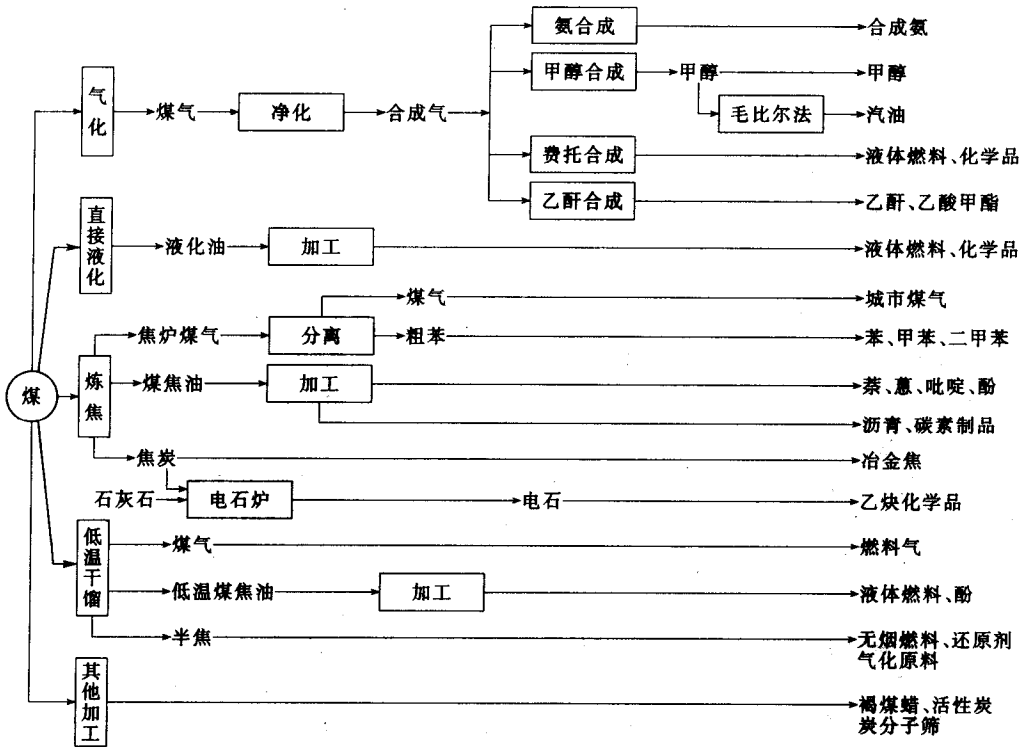 氨合成 合成氨
气化 煤气 净化 合成气 甲醇合成 甲醇 甲醇
毛比尔法 汽油
费托合成 液体燃料、化学品
乙酐合成 乙酐、乙酸甲酯
直接液化 液化油 加工 液体燃料、化学品
煤气 城市煤气
焦炉煤气 分离 粗苯 苯、甲苯、二甲苯
煤 炼焦 煤焦油 加工 萘、蒽、吡啶、酚
沥青、碳素制品
焦炭 冶金焦
石灰石 电石炉 电石 乙炔化学品
低温干馏 煤气 燃料气
低温煤焦油 加工 液体燃料、酚
半焦 无烟燃料、还原剂
气化原料
其他加工 褐煤蜡、活性炭
炭分子筛